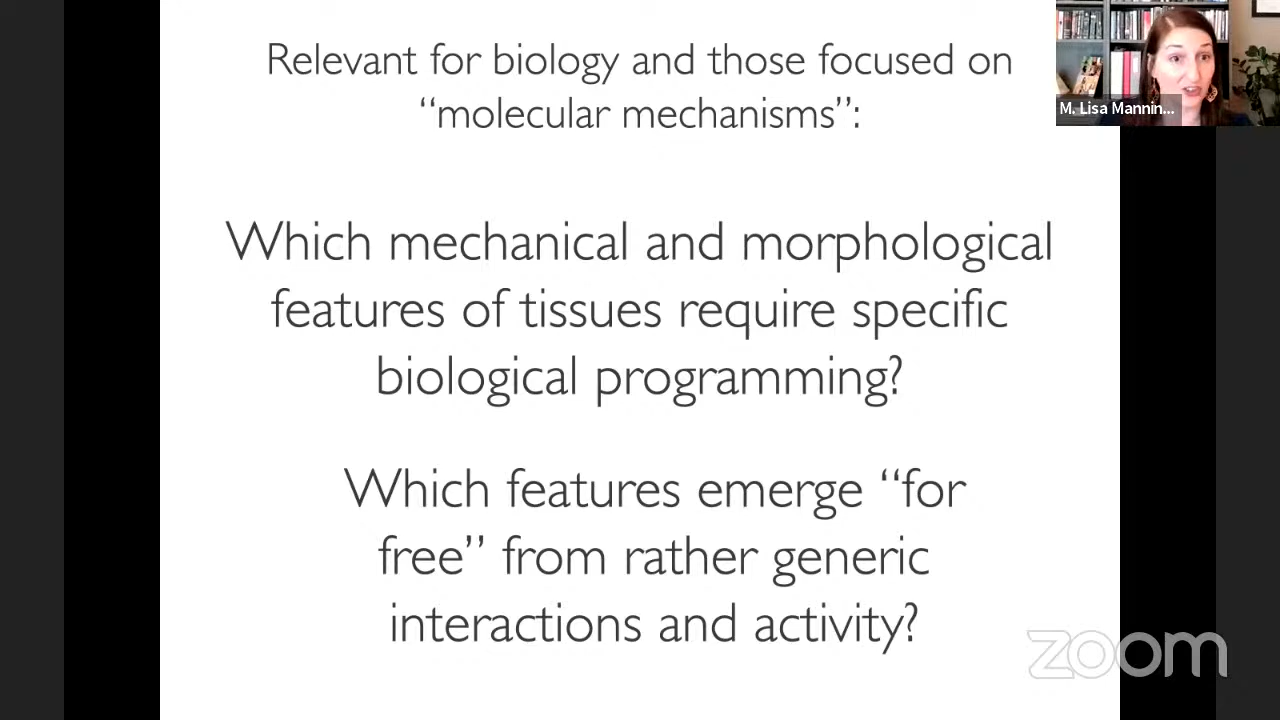 Relevant for biology and those focused on
“molecular mechanisms”:
M. Lisa Mannin...
Which mechanical and morphological
features of tissues require specific
biological programming?
Which features emerge “for
free” from rather generic
interactions and activity?
zoom